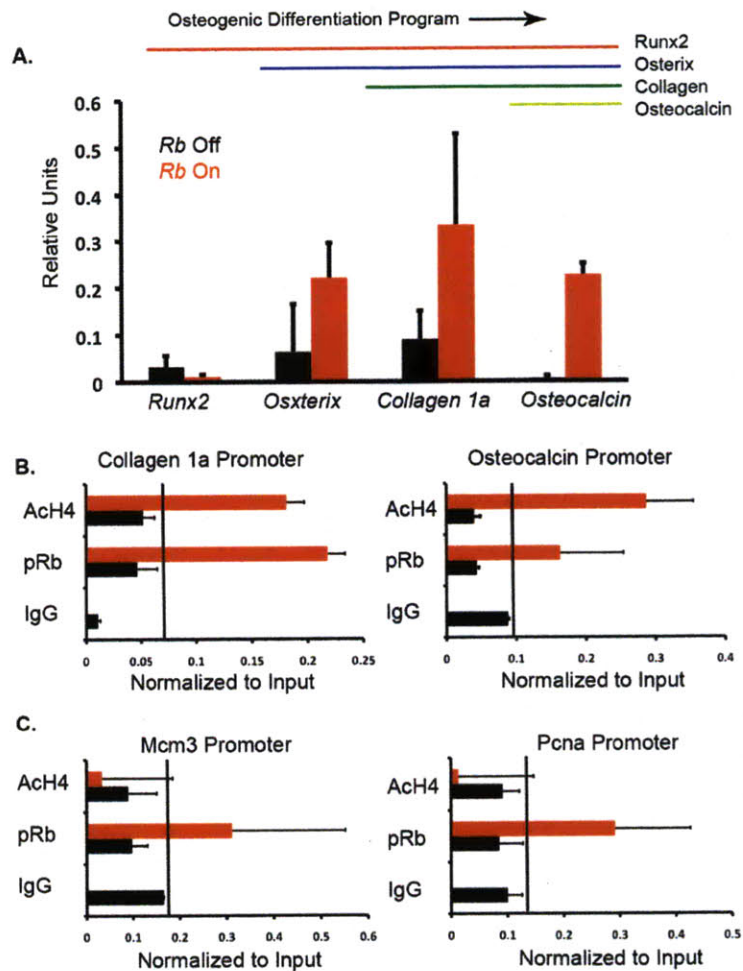 Osteogenic Differentiation Program
A.
Runx2
Osterix
Collagen
Osteocalcin
0.6
0.5
0.4
0.3
0.2
0.1
0
Relative Units
Rb Off
Rb On
Runx2 Osxterix Collagen 1a Osteocalcin
B.
Collagen 1a Promoter
AcH4
pRb
IgG
0 0.05 0.1 0.15 0.2 0.25
Normalized to Input
Osteocalcin Promoter
AcH4
pRb
IgG
0 0.1 0.2 0.3 0.4
Normalized to Input
C.
Mcm3 Promoter
AcH4
pRb
IgG
0 0.1 0.2 0.3 0.4 0.5 0.6
Normalized to Input
Pcna Promoter
AcH4
pRb
IgG
0 0.1 0.2 0.3 0.4 0.5
Normalized to Input